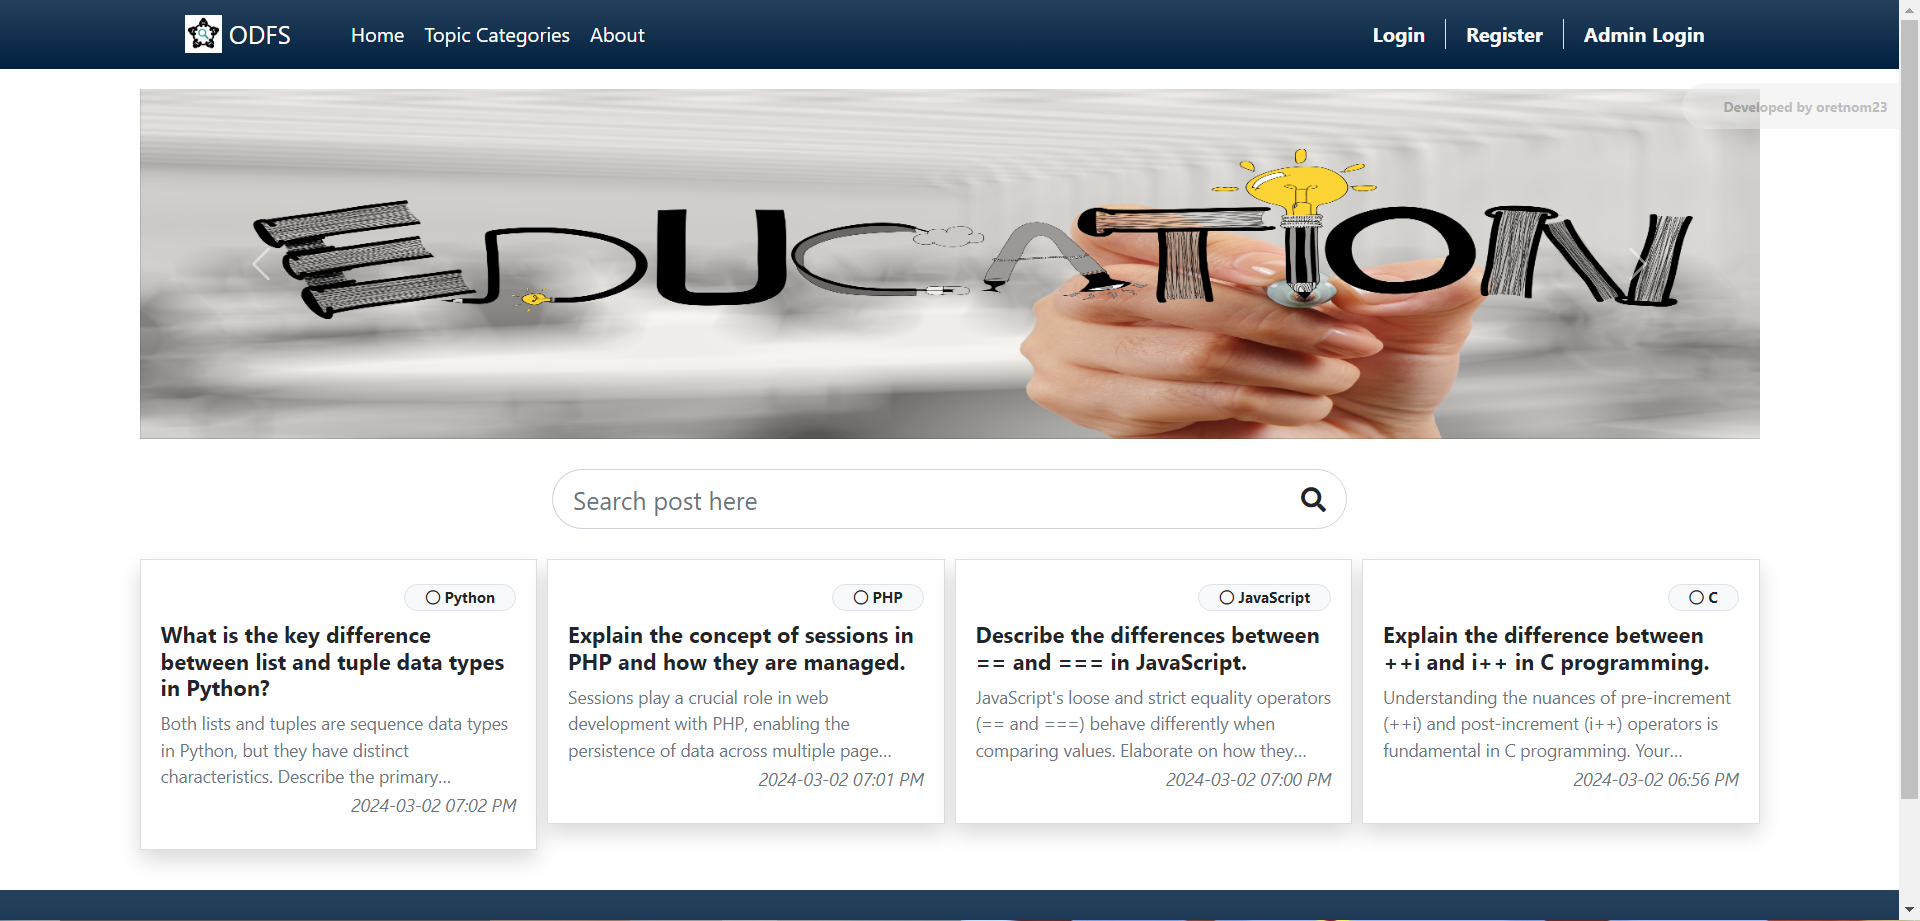 ODFS Home Topic Categories About Login Register Admin Login
Developed by oretnom23
EDUCATION
Search post here
Python
What is the key difference
between list and tuple data types
in Python?
Both lists and tuples are sequence data types
in Python, but they have distinct
characteristics. Describe the primary...
2024-03-02 07:02 PM
PHP
Explain the concept of sessions in
PHP and how they are managed.
Sessions play a crucial role in web
development with PHP, enabling the
persistence of data across multiple page...
2024-03-02 07:01 PM
JavaScript
Describe the differences between
== and === in JavaScript.
JavaScript's loose and strict equality operators
(== and ===) behave differently when
comparing values. Elaborate on how they...
2024-03-02 07:00 PM
C
Explain the difference between
++i and i++ in C programming.
Understanding the nuances of pre-increment
(++i) and post-increment (i++) operators is
fundamental in C programming. Your...
2024-03-02 06:56 PM